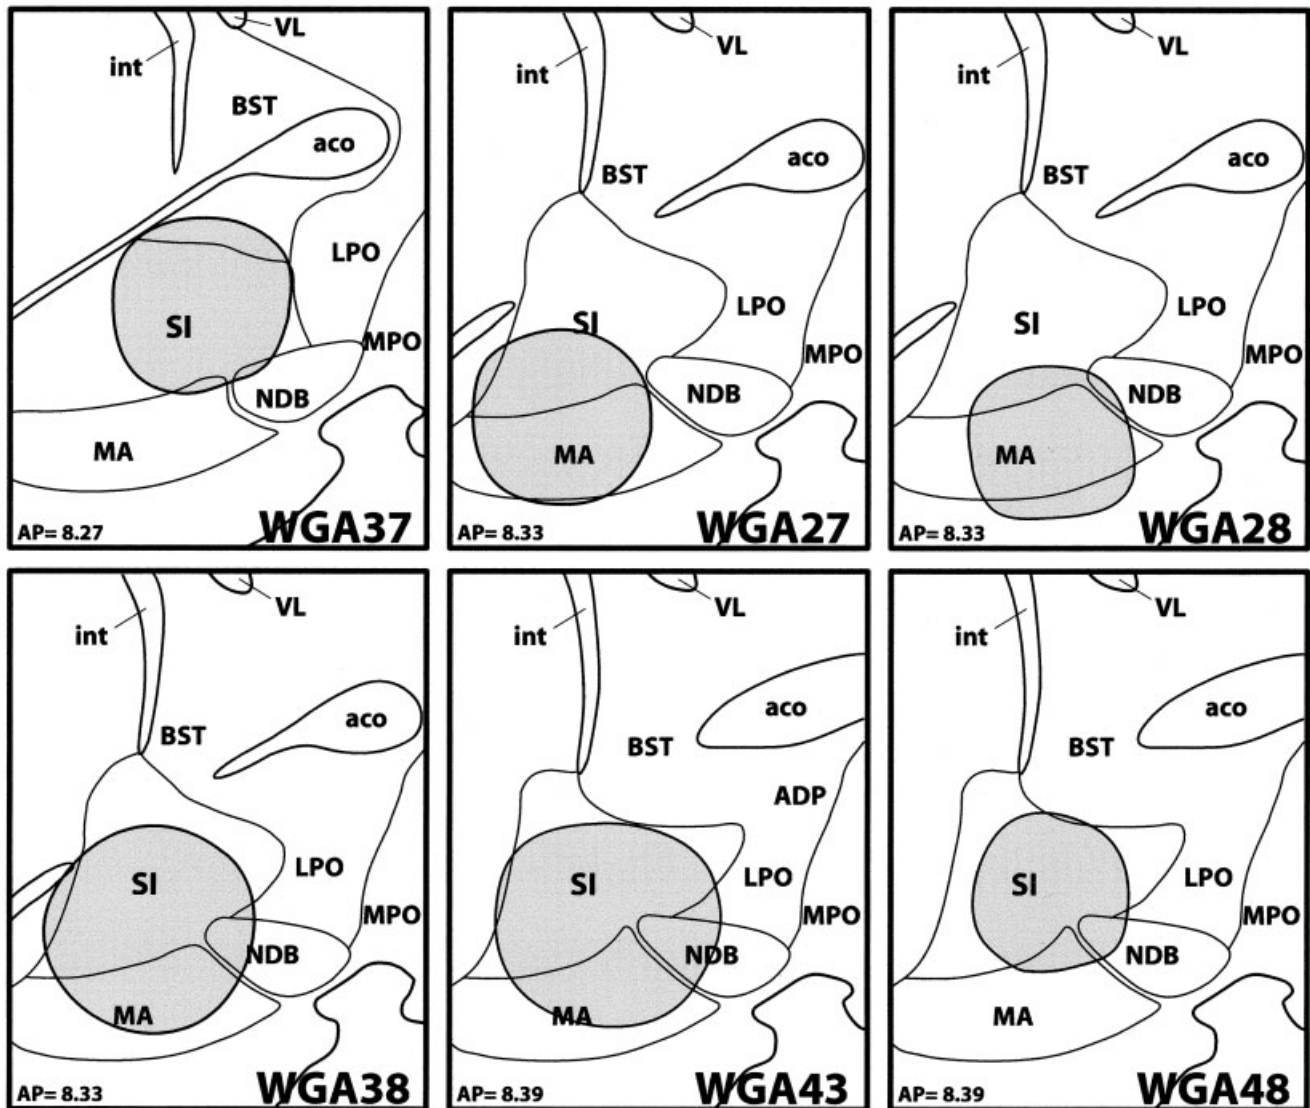 VL
int
BST
aco
LPO
SI
MPO
NDB
MA
AP= 8.27
WGA37
VL
int
aco
BST
LPO
SI
MPO
NDB
MA
AP= 8.33
WGA27
VL
int
aco
BST
LPO
SI
MPO
NDB
MA
AP= 8.33
WGA28
VL
int
aco
BST
LPO
SI
MPO
NDB
MA
AP= 8.33
WGA38
VL
int
aco
BST
ADP
LPO
SI
MPO
NDB
MA
AP= 8.39
WGA43
VL
int
aco
BST
LPO
SI
MPO
NDB
MA
AP= 8.39
WGA48